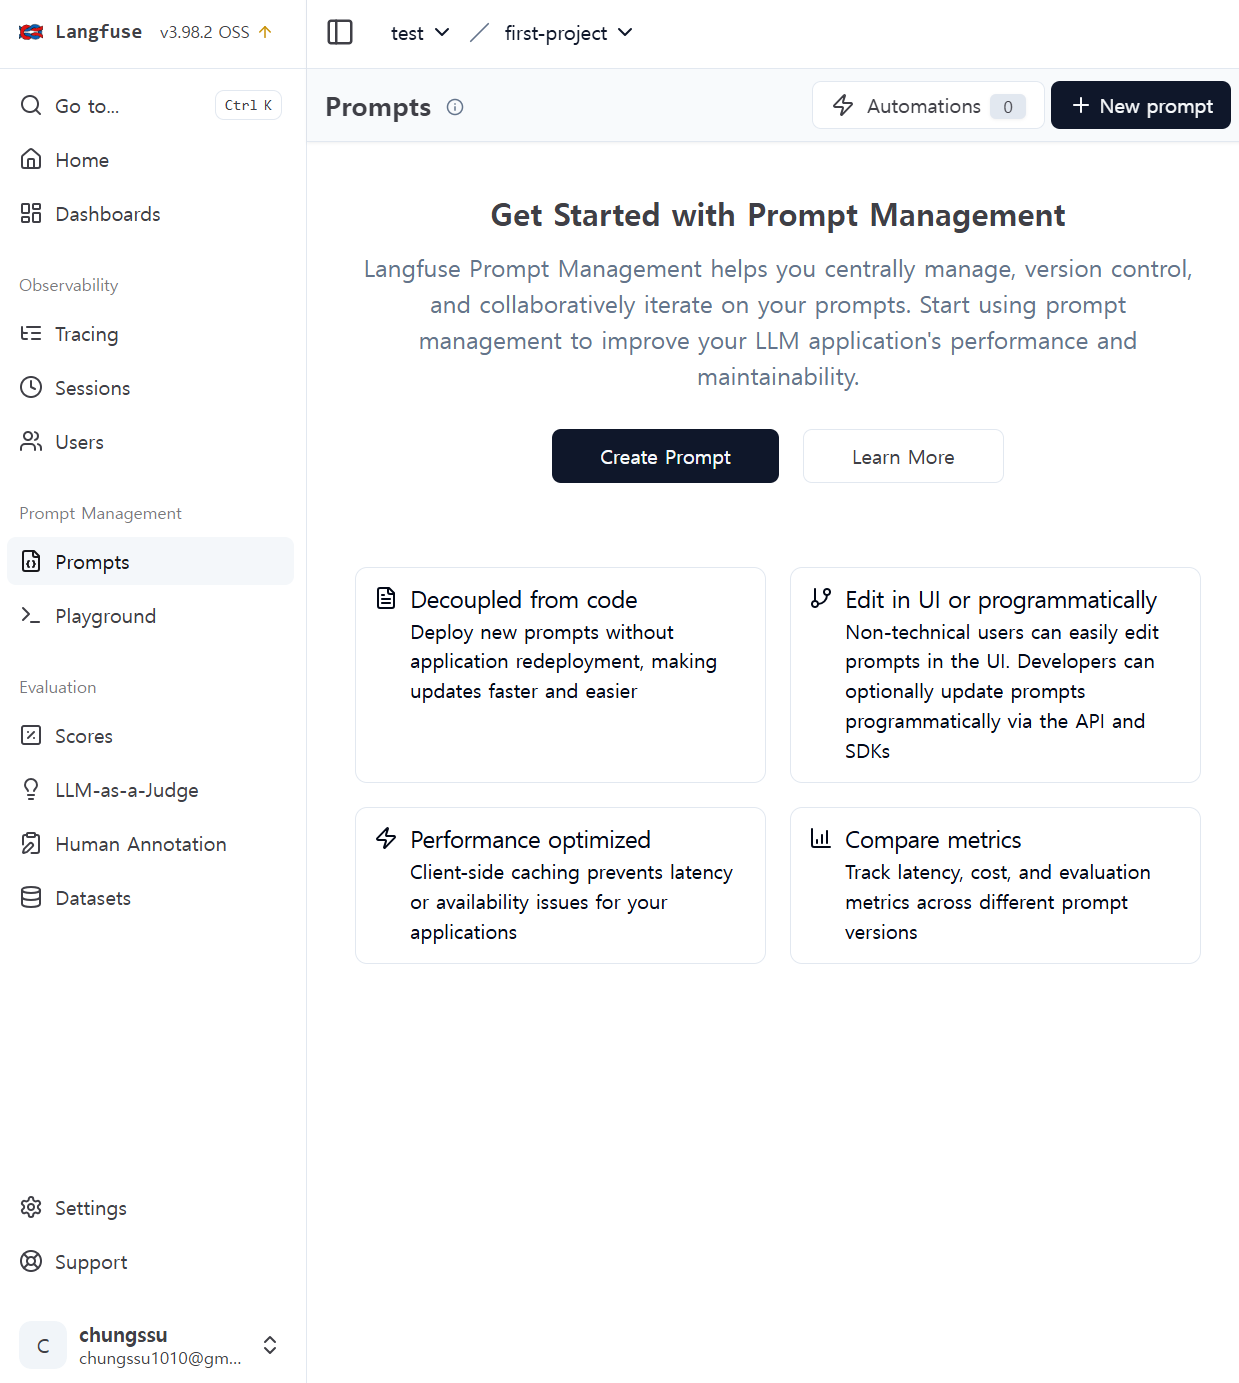 Langfuse v3.98.2 OSS
Go to... Ctrl K
Home
Dashboards
Observability
Tracing
Sessions
Users
Prompt Management
Prompts
Playground
Evaluation
Scores
LLM-as-a-Judge
Human Annotation
Datasets
Settings
Support
C
chungssu
chungssu1010@gm...
test
first-project
Prompts
Automations 0
New prompt
Get Started with Prompt Management
Langfuse Prompt Management helps you centrally manage, version control,
and collaboratively iterate on your prompts. Start using prompt
management to improve your LLM application's performance and
maintainability.
Create Prompt
Learn More
Decoupled from code
Deploy new prompts without
application redeployment, making
updates faster and easier
Edit in UI or programmatically
Non-technical users can easily edit
prompts in the UI. Developers can
optionally update prompts
programmatically via the API and
SDKs
Performance optimized
Client-side caching prevents latency
or availability issues for your
applications
Compare metrics
Track latency, cost, and evaluation
metrics across different prompt
versions